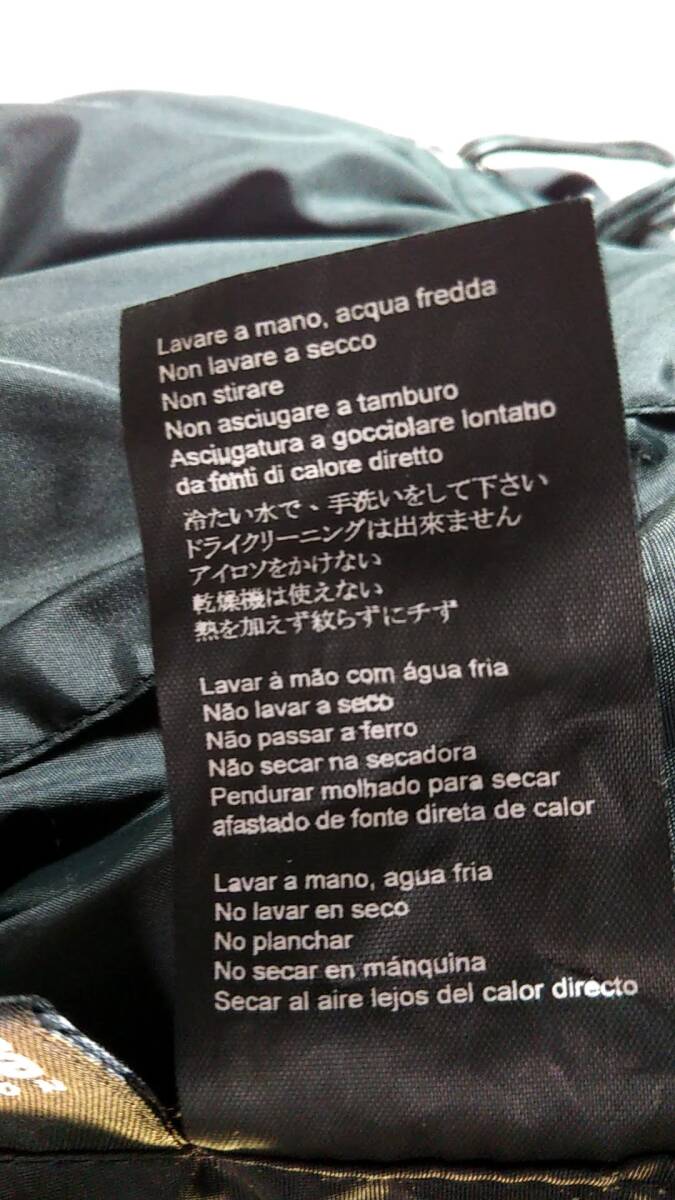 Lavare a mano, acqua fredda
Non lavare a secco
Non stirare
Non asciugare a tamburo
Asciugatura a gocciolare lontano
da fonti di calore diretto
冷たい水で、手洗いをして下さい
ドライクリーニングは出來ません
アイロソをかけない
乾燥機は使えない
熱を加えず紋らずにチず
Lavar à mão com água fria
Não lavar a seco
Não passar a ferro
Não secar na secadora
Pendurar molhado para secar
afastado de fonte direta de calor
Lavar a mano, agua fria
No lavar en seco
No planchar
No secar en mánquina
Secar al aire lejos del calor directo